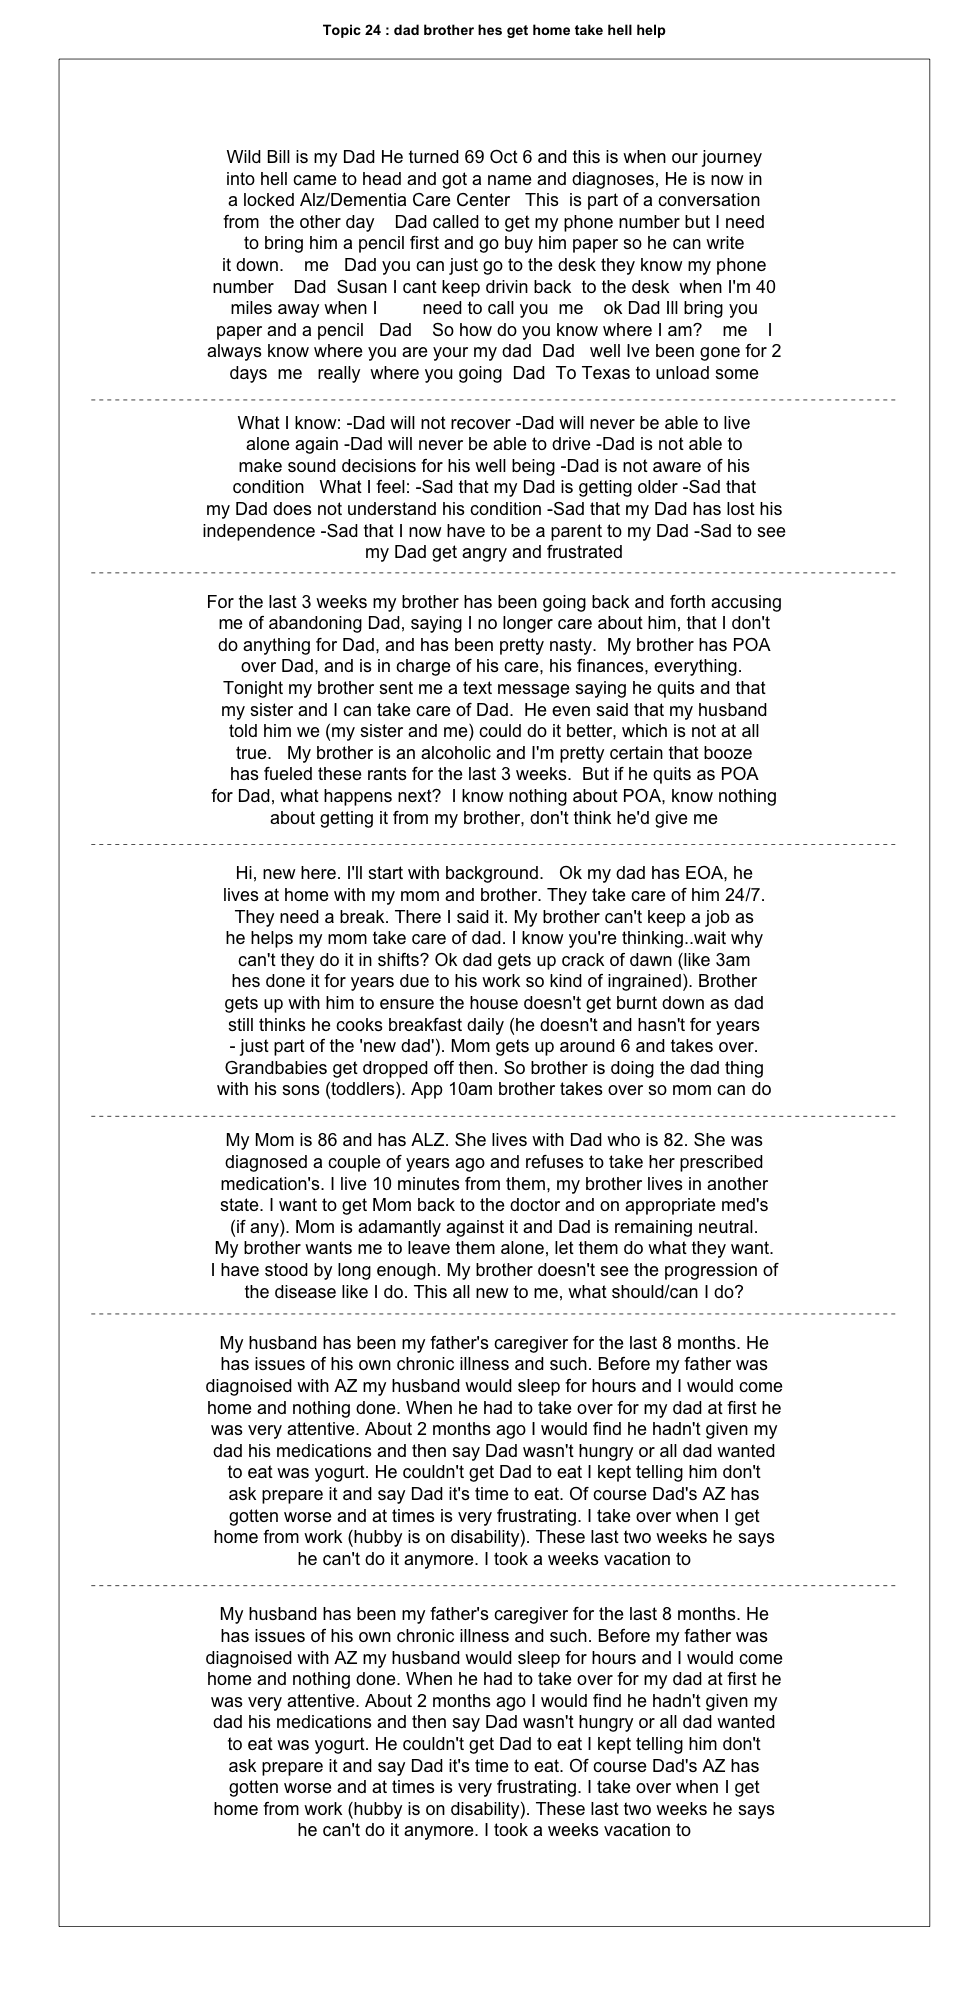 Topic 24 : dad brother hes get home take hell help
Wild Bill is my Dad He turned 69 Oct 6 and this is when our journey
into hell came to head and got a name and diagnoses, He is now in
a locked Alz/Dementia Care Center   This  is part of a conversation
from  the other day    Dad called to get my phone number but I need
to bring him a pencil first and go buy him paper so he can write
it down.    me   Dad you can just go to the desk they know my phone
number    Dad  Susan I cant keep drivin back  to the desk  when I'm 40
miles away when I         need to call you  me    ok Dad Ill bring you
paper and a pencil   Dad    So how do you know where I am?    me    I
always know where you are your my dad  Dad   well Ive been gone for 2
days  me   really  where you going  Dad  To Texas to unload some
What I know: -Dad will not recover -Dad will never be able to live
alone again -Dad will never be able to drive -Dad is not able to
make sound decisions for his well being -Dad is not aware of his
condition   What I feel: -Sad that my Dad is getting older -Sad that
my Dad does not understand his condition -Sad that my Dad has lost his
independence -Sad that I now have to be a parent to my Dad -Sad to see
my Dad get angry and frustrated
For the last 3 weeks my brother has been going back and forth accusing
me of abandoning Dad, saying I no longer care about him, that I don't
do anything for Dad, and has been pretty nasty.  My brother has POA
over Dad, and is in charge of his care, his finances, everything.
Tonight my brother sent me a text message saying he quits and that
my sister and I can take care of Dad.  He even said that my husband
told him we (my sister and me) could do it better, which is not at all
true.   My brother is an alcoholic and I'm pretty certain that booze
has fueled these rants for the last 3 weeks.  But if he quits as POA
for Dad, what happens next?  I know nothing about POA, know nothing
about getting it from my brother, don't think he'd give me
Hi, new here. I'll start with background.   Ok my dad has EOA, he
lives at home with my mom and brother. They take care of him 24/7.
They need a break. There I said it. My brother can't keep a job as
he helps my mom take care of dad. I know you're thinking..wait why
can't they do it in shifts? Ok dad gets up crack of dawn (like 3am
hes done it for years due to his work so kind of ingrained). Brother
gets up with him to ensure the house doesn't get burnt down as dad
still thinks he cooks breakfast daily (he doesn't and hasn't for years
- just part of the 'new dad'). Mom gets up around 6 and takes over.
Grandbabies get dropped off then. So brother is doing the dad thing
with his sons (toddlers). App 10am brother takes over so mom can do
My Mom is 86 and has ALZ. She lives with Dad who is 82. She was
diagnosed a couple of years ago and refuses to take her prescribed
medication's. I live 10 minutes from them, my brother lives in another
state. I want to get Mom back to the doctor and on appropriate med's
(if any). Mom is adamantly against it and Dad is remaining neutral.
My brother wants me to leave them alone, let them do what they want.
I have stood by long enough. My brother doesn't see the progression of
the disease like I do. This all new to me, what should/can I do?
My husband has been my father's caregiver for the last 8 months. He
has issues of his own chronic illness and such. Before my father was
diagnoised with AZ my husband would sleep for hours and I would come
home and nothing done. When he had to take over for my dad at first he
was very attentive. About 2 months ago I would find he hadn't given my
dad his medications and then say Dad wasn't hungry or all dad wanted
to eat was yogurt. He couldn't get Dad to eat I kept telling him don't
ask prepare it and say Dad it's time to eat. Of course Dad's AZ has
gotten worse and at times is very frustrating. I take over when I get
home from work (hubby is on disability). These last two weeks he says
he can't do it anymore. I took a weeks vacation to
My husband has been my father's caregiver for the last 8 months. He
has issues of his own chronic illness and such. Before my father was
diagnoised with AZ my husband would sleep for hours and I would come
home and nothing done. When he had to take over for my dad at first he
was very attentive. About 2 months ago I would find he hadn't given my
dad his medications and then say Dad wasn't hungry or all dad wanted
to eat was yogurt. He couldn't get Dad to eat I kept telling him don't
ask prepare it and say Dad it's time to eat. Of course Dad's AZ has
gotten worse and at times is very frustrating. I take over when I get
home from work (hubby is on disability). These last two weeks he says
he can't do it anymore. I took a weeks vacation to